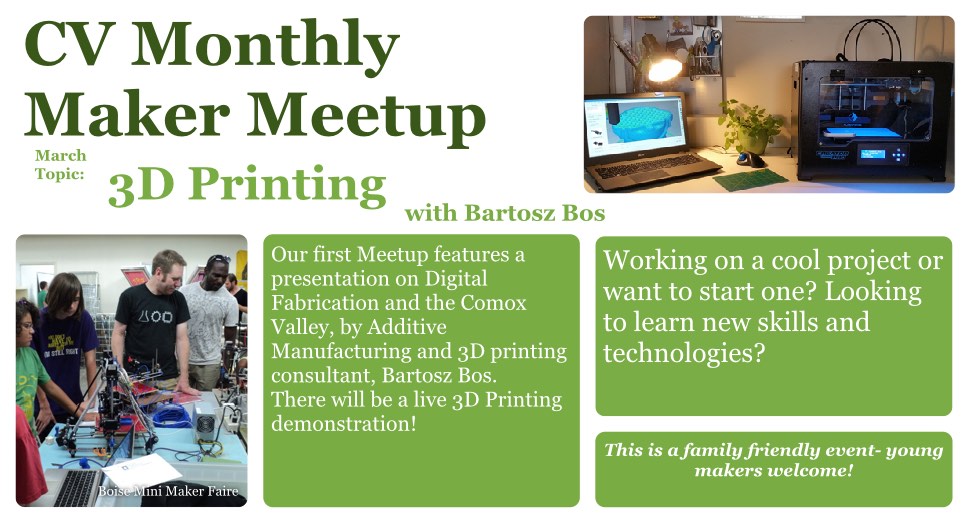 CV Monthly
Maker Meetup
March
Topic:
3D Printing
with Bartosz Bos
Boise Mini Maker Faire
Our first Meetup features a
presentation on Digital
Fabrication and the Comox
Valley, by Additive
Manufacturing and 3D printing
consultant, Bartosz Bos.
There will be a live 3D Printing
demonstration!
Working on a cool project or
want to start one? Looking
to learn new skills and
technologies?
This is a family friendly event- young
makers welcome!